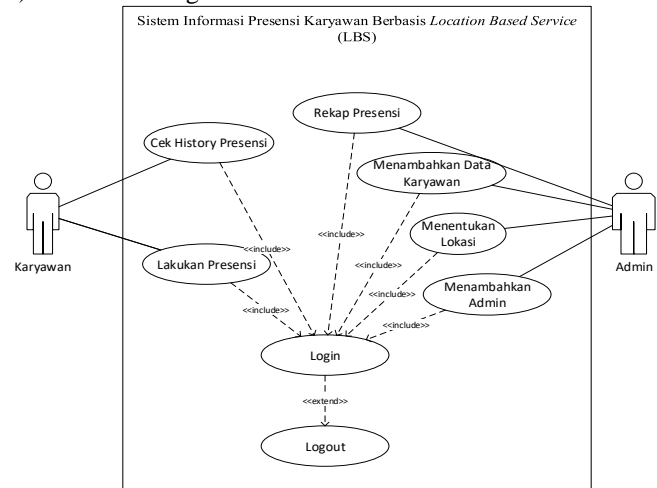 Sistem Informasi Presensi Karyawan Berbasis Location Based Service
(LBS)
Rekap Presensi
Cek History Presensi
Menambahkan Data
Karyawan
Menentukan
Lokasi
<<include>>
<<include>>
<<include>>
Karyawan
Lakukan Presensi
<<include>>
Admin
Menambahkan
Admin
<<include>>
<<include>>
Login
<<extend>>
Logout